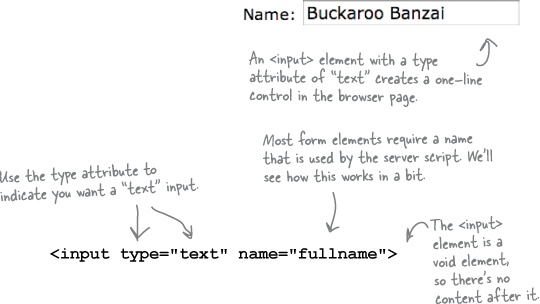 Name: Buckaroo Banzai
An <input> element with a type
attribute of "text" creates a one-line
control in the browser page.
Most form elements require a name
that is used by the server script. We'll
see how this works in a bit.
Use the type attribute to
indicate you want a "text" input.
<input type="text" name="fullname">
The <input>
element is a
void element,
so there's no
content after it.